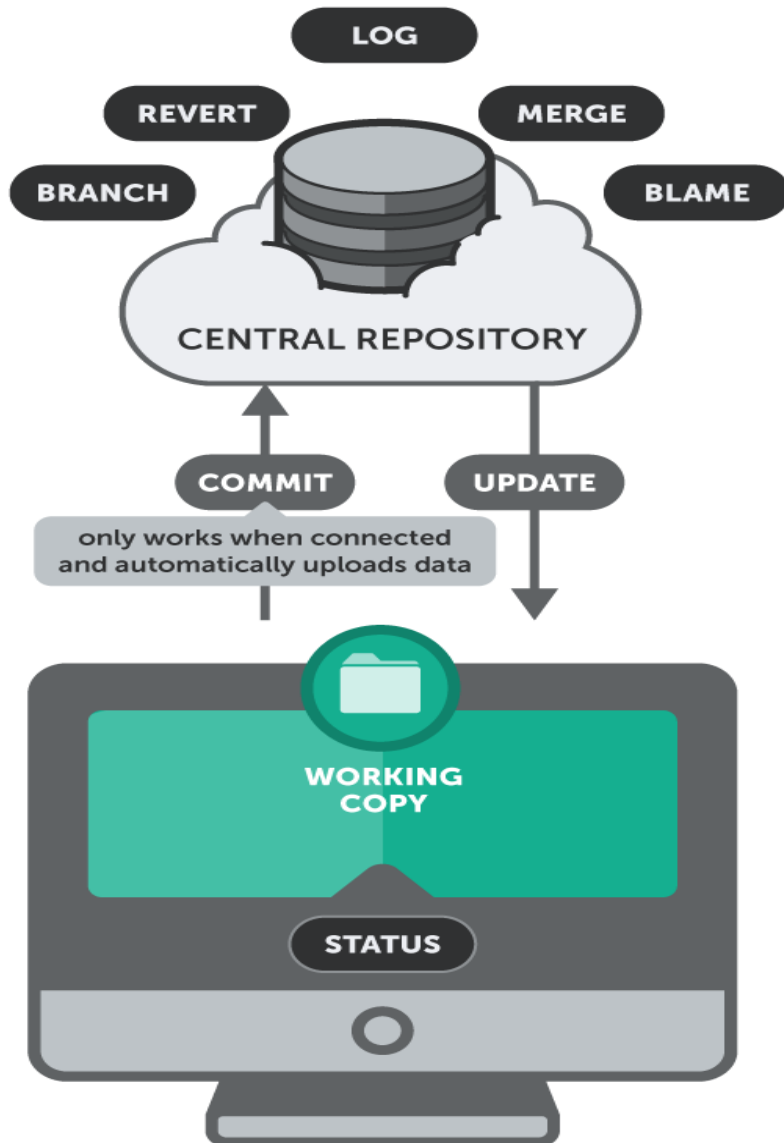 LOG
REVERT
MERGE
BRANCH
BLAME
CENTRAL REPOSITORY
COMMIT
UPDATE
only works when connected
and automatically uploads data
WORKING
COPY
STATUS